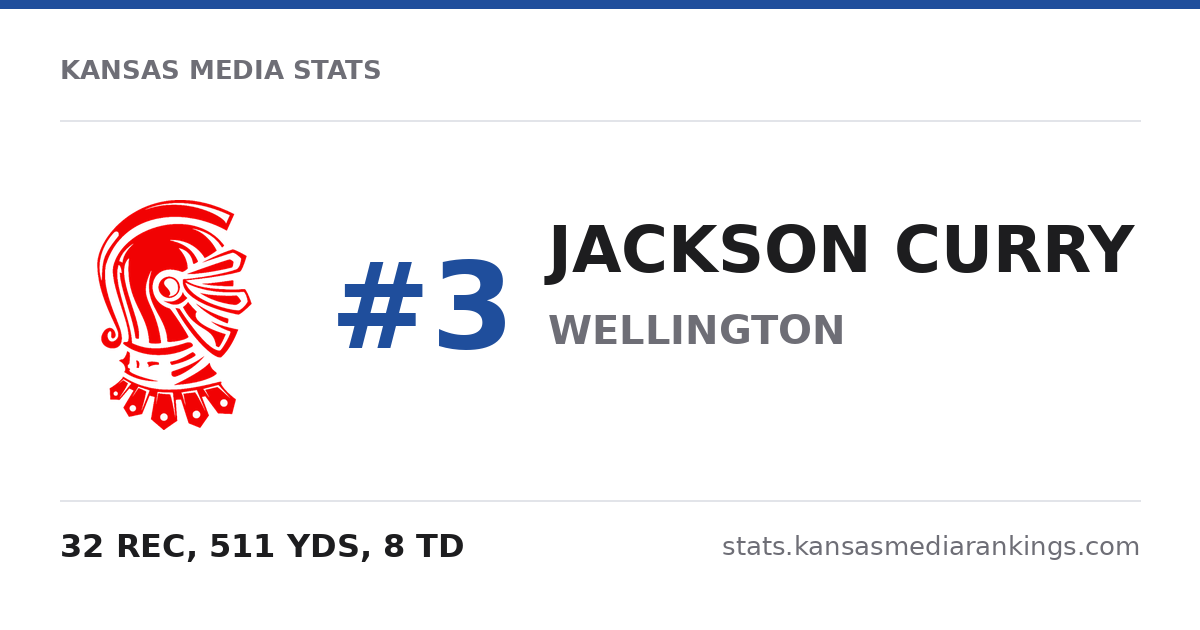 KANSAS MEDIA STATS
#3
JACKSON CURRY
WELLINGTON
32 REC, 511 YDS, 8 TD
stats.kansasmediarankings.com